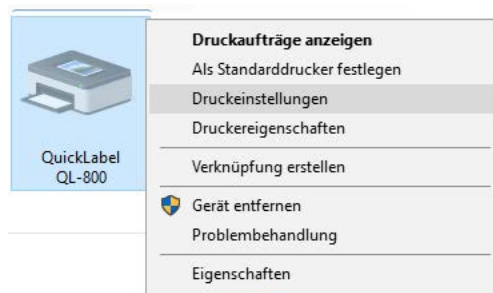 Druckaufträge anzeigen
Als Standarddrucker festlegen
Druckeinstellungen
Druckereigenschaften
QuickLabel
QL-800
Verknüpfung erstellen
Gerät entfernen
Problembehandlung
Eigenschaften